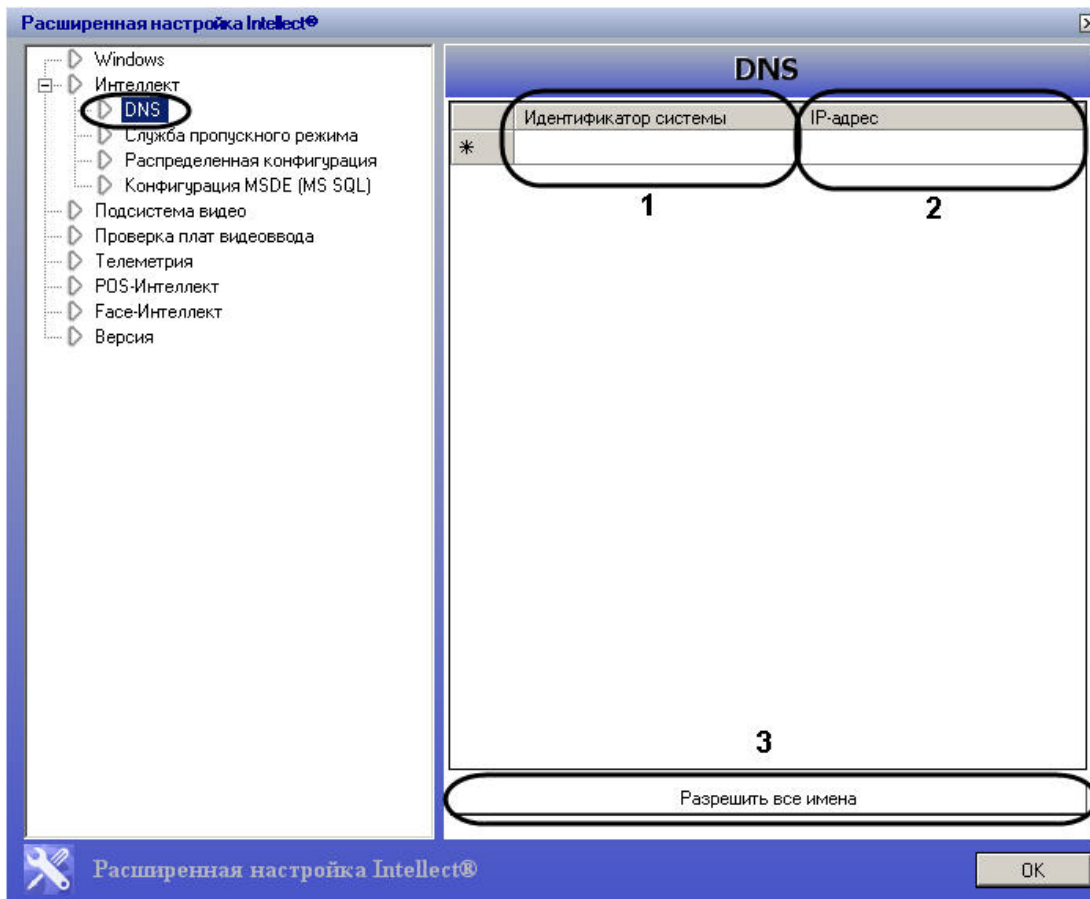 Расширенная настройка Intellect®
Windows
Интеллект
DNS
Служба пропускного режима
Распределенная конфигурация
Конфигурация MSDE (MS SQL)
Подсистема видео
Проверка плат видеоввода
Телеметрия
POS-Интеллект
Face-Интеллект
Версия
DNS
Идентификатор системы IP-адрес
1 2
3
Разрешить все имена
Расширенная настройка Intellect®
OK